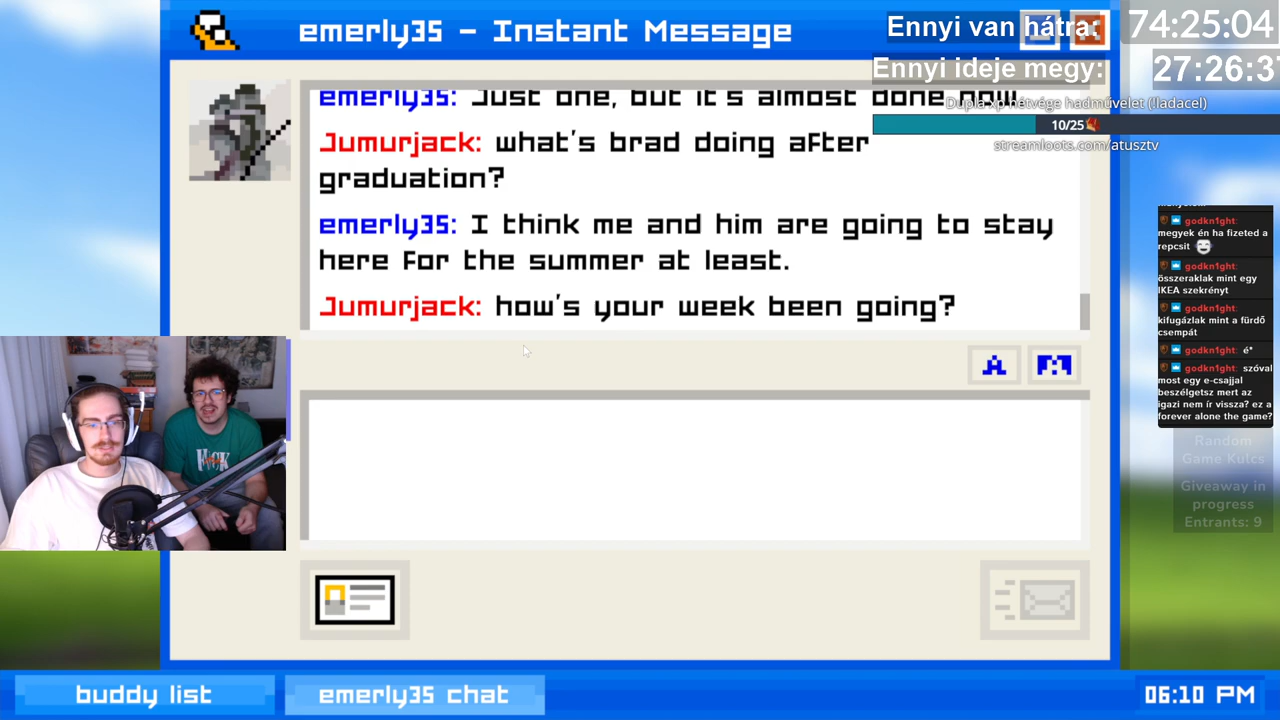 emerly35 - Instant Message
Ennyi van hátra:
74:25:04
Ennyi ideje megy:
27:26:37
Dupla xp hétvége hadművelet (!ladacel)
10/25
streamloots.com/atusztv
emerly35: Just one, but it's almost done now.
Jumurjack: what's brad doing after
graduation?
emerly35: I think me and him are going to stay
here for the summer at least.
Jumurjack: how's your week been going?
A
buddy list
emerly35 chat
06:10 PM
godkn1ght:
megyek én ha fizeted a
repcsit
godkn1ght:
összeraklak mint egy
IKEA szekrényt
godkn1ght:
kifugázlak mint a fürdő
csempát
godkn1ght: é*
godkn1ght: szóval
most egy e-csajjal
beszélgetsz mert az
igazi nem ír vissza? ez a
forever alone the game?
Random
Game Kulcs
Giveaway in
progress
Entrants: 9